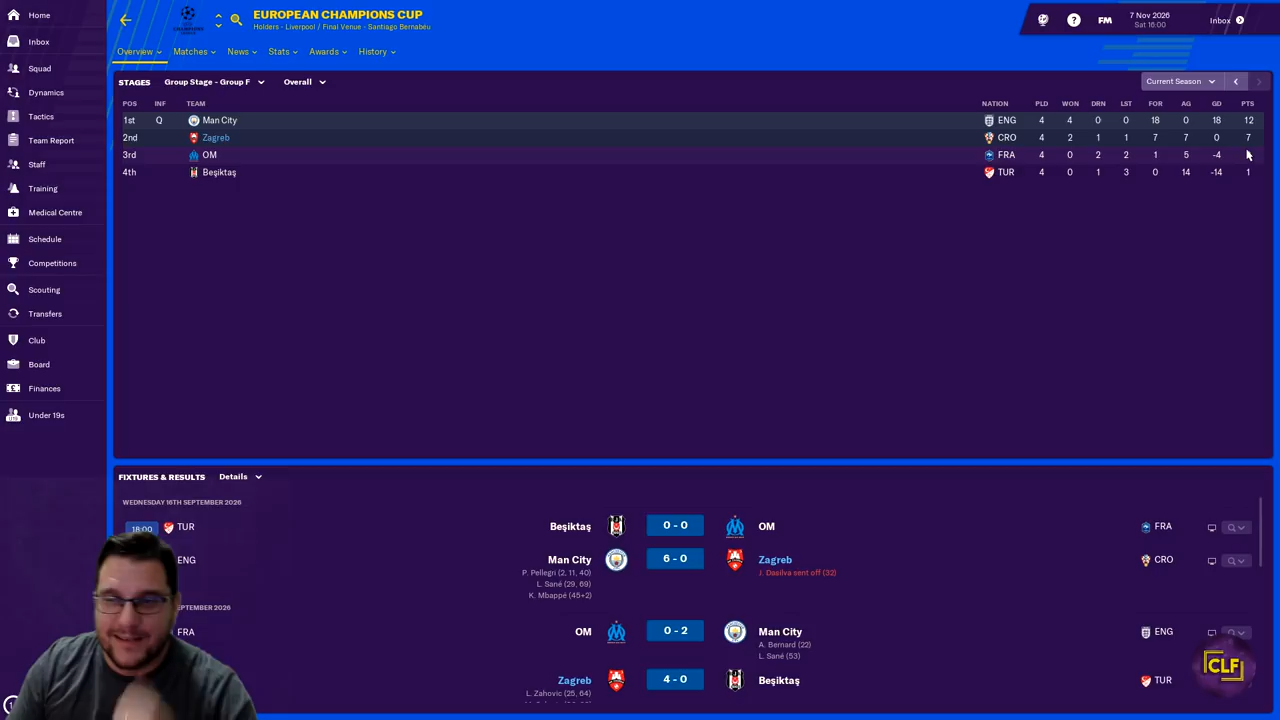 Home
Inbox
Squad
Dynamics
Tactics
Team Report
Staff
Training
Medical Centre
Schedule
Competitions
Scouting
Transfers
Club
Board
Finances
Under 19s
EUROPEAN CHAMPIONS CUP
Holders - Liverpool / Final Venue - Santiago Bernabéu
? FM 7 Nov 2026 Sat 16:00 Inbox
Overview Matches News Stats Awards History
STAGES Group Stage - Group F Overall Current Season
POS INF TEAM NATION PLD WON DRN LST FOR AG GD PTS
1st Q Man City ENG 4 4 0 0 18 0 18 12
2nd Zagreb CRO 4 2 1 1 7 7 0 7
3rd OM FRA 4 0 2 2 1 5 -4
4th Beşiktaş TUR 4 0 1 3 0 14 -14 1
FIXTURES & RESULTS Details
WEDNESDAY 16TH SEPTEMBER 2026
18:00 TUR Beşiktaş 0 - 0 OM FRA
ENG Man City 6 - 0 Zagreb CRO
P. Pellegri (2, 11, 40) J. Dasilva sent off (32)
L. Sané (29, 69)
K. Mbappé (45+2)
SEPTEMBER 2026
FRA OM 0 - 2 Man City ENG
A. Bernard (22)
L. Sané (53)
Zagreb 4 - 0 Beşiktaş TUR
L. Zahovic (25, 64)
CLF